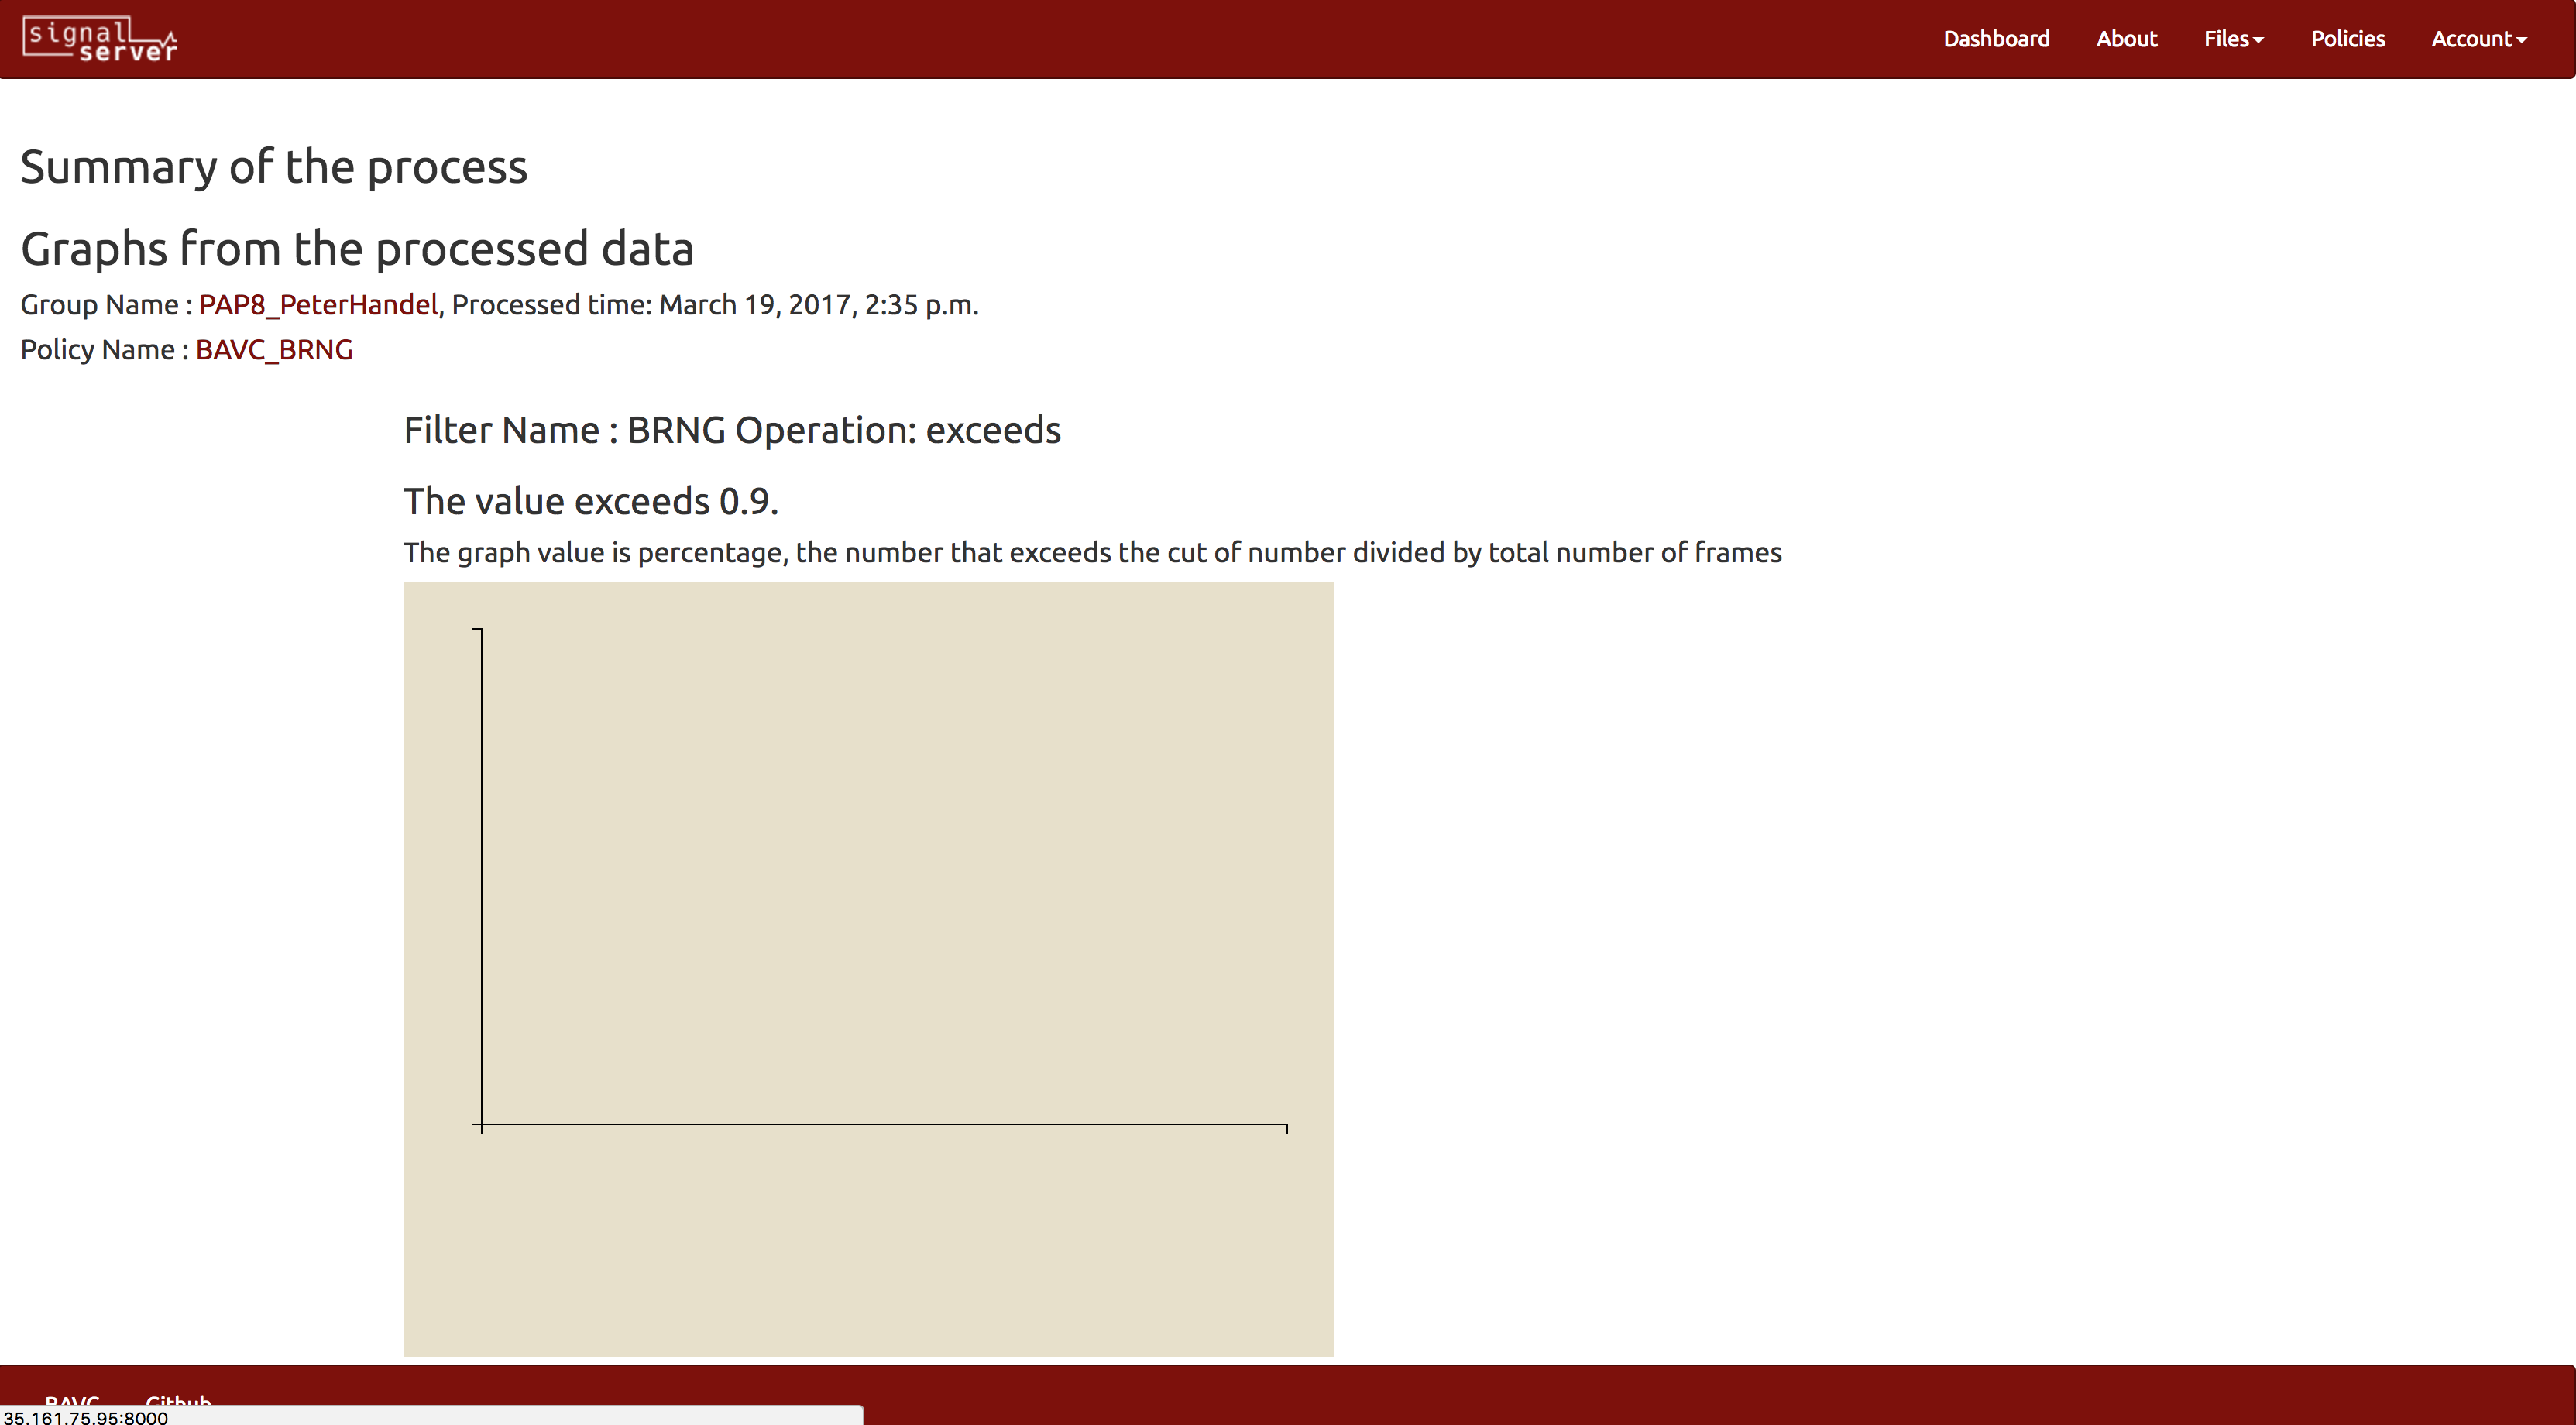 signal
server
Dashboard About Files Policies Account
Summary of the process
Graphs from the processed data
Group Name : PAP8_PeterHandel, Processed time: March 19, 2017, 2:35 p.m.
Policy Name : BAVC_BRNG
Filter Name : BRNG Operation: exceeds
The value exceeds 0.9.
The graph value is percentage, the number that exceeds the cut of number divided by total number of frames
BAVC Github
35.161.75.95:8000